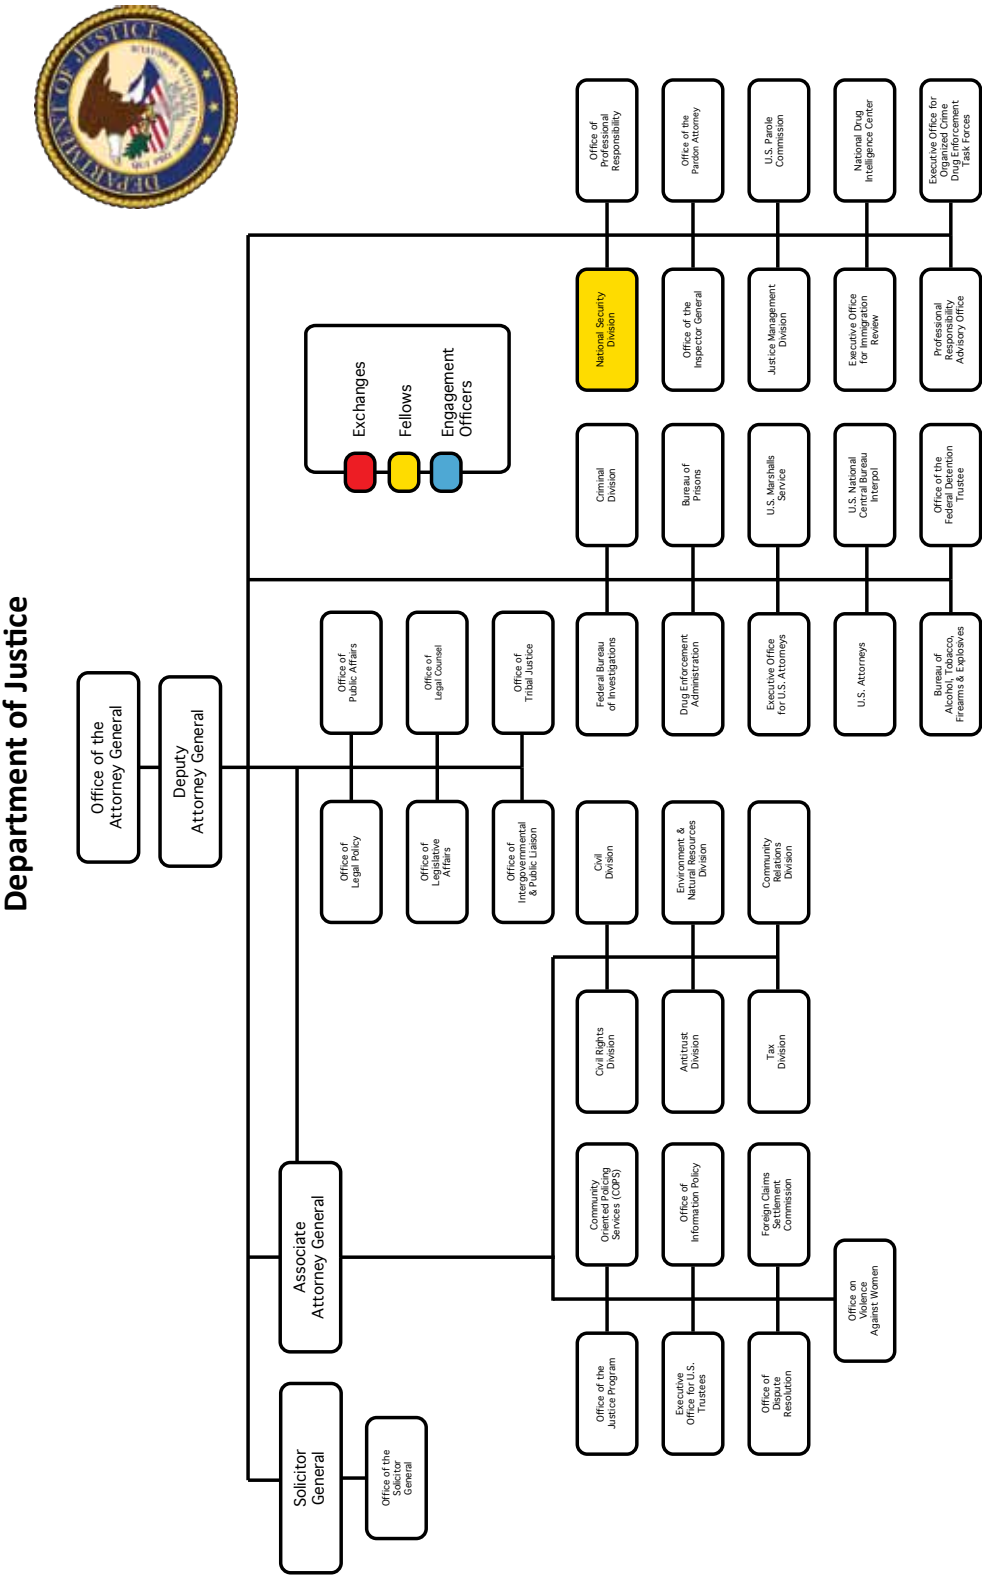 Department of Justice
DEPARTMENT OF JUSTICE
Office of the
Attorney General
Deputy
Attorney General
Solicitor
General
Office of the
Solicitor
General
Associate
Attorney General
Office of
Legal Policy
Office of
Public Affairs
Office of
Legislative
Affairs
Office of
Legal Counsel
Office of
Intergovernmental
& Public Liaison
Office of
Tribal Justice
Exchanges
Fellows
Engagement
Officers
Office of the
Justice Program
Community
Oriented Policing
Services (COPS)
Executive
Office for U.S.
Trustees
Office of
Information Policy
Office of
Dispute
Resolution
Foreign Claims
Settlement
Commission
Office on
Violence
Against Women
Civil Rights
Division
Civil
Division
Antitrust
Division
Environment &
Natural Resources
Division
Tax
Division
Community
Relations
Division
Federal Bureau
of Investigations
Criminal
Division
Drug Enforcement
Administration
Bureau of
Prisons
Executive Office
for U.S. Attorneys
U.S. Marshalls
Service
U.S. Attorneys
U.S. National
Central Bureau
Interpol
Bureau of
Alcohol, Tobacco,
Firearms & Explosives
Office of the
Federal Detention
Trustee
National Security
Division
Office of
Professional
Responsibility
Office of the
Inspector General
Office of the
Pardon Attorney
Justice Management
Division
U.S. Parole
Commission
Executive Office
for Immigration
Review
National Drug
Intelligence Center
Professional
Responsibility
Advisory Office
Executive Office for
Organized Crime
Drug Enforcement
Task Forces